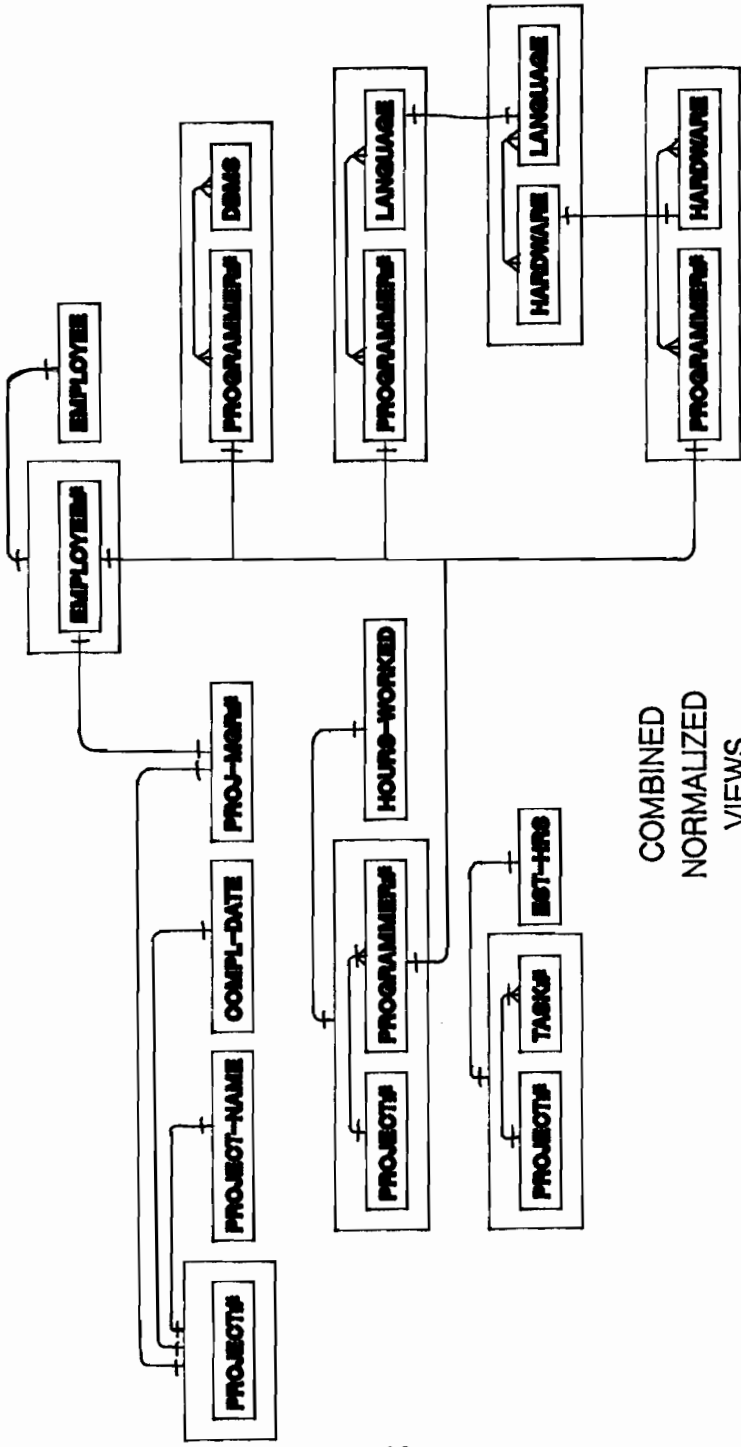 EMPLOYEE# EMPLOYEE
PROJECT# PROJECT-NAME COMPL-DATE PROJ-MGR#
PROGRAMMER# DBMS
PROJECT# PROGRAMMER# HOURS-WORKED
PROGRAMMER# LANGUAGE
PROJECT# TASK# EST-HRS
HARDWARE LANGUAGE
PROGRAMMER# HARDWARE
COMBINED
NORMALIZED
VIEWS